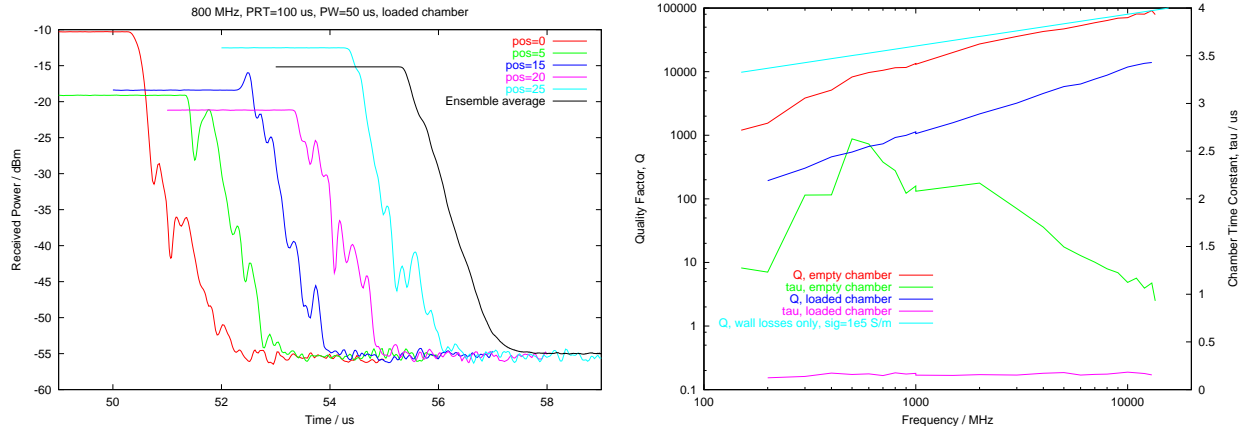 800 MHz, PRT=100 us, PW=50 us, loaded chamber
Received Power / dBm
-10
-15
-20
-25
-30
-35
-40
-45
-50
-55
-60
pos=0
pos=5
pos=15
pos=20
pos=25
Ensemble average
50
52
54
56
58
Time / us
Quality Factor, Q
100000
10000
1000
100
10
1
0.1
Q, empty chamber
tau, empty chamber
Q, loaded chamber
tau, loaded chamber
Q, wall losses only, sig=1e5 S/m
4
3.5
3
2.5
2
1.5
1
0.5
0
Chamber Time Constant, tau / us
100
1000
10000
Frequency / MHz